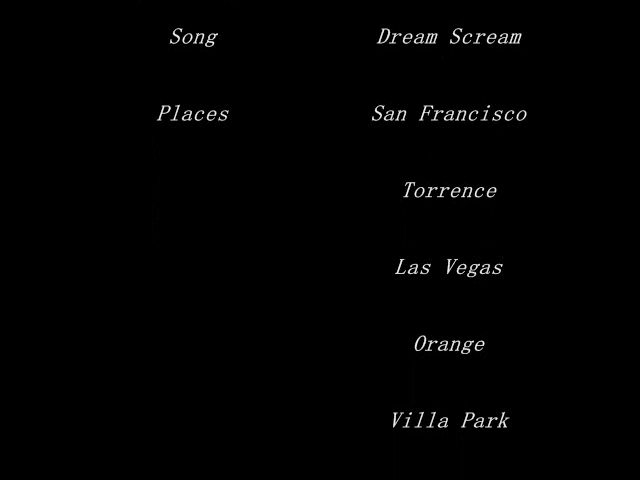 Song Dream Scream
Places San Francisco
Torrence
Las Vegas
Orange
Villa Park